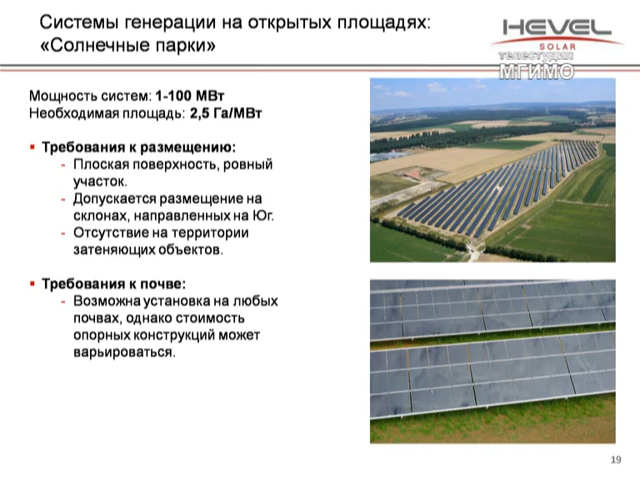 Системы генерации на открытых площадях:
«Солнечные парки»
HEVEL
SOLAR
телестудия
МГИМО
Мощность систем: 1-100 МВт
Необходимая площадь: 2,5 Га/МВт
▪ Требования к размещению:
- Плоская поверхность, ровный
участок.
- Допускается размещение на
склонах, направленных на Юг.
- Отсутствие на территории
затеняющих объектов.
▪ Требования к почве:
- Возможна установка на любых
почвах, однако стоимость
опорных конструкций может
варьироваться.
19